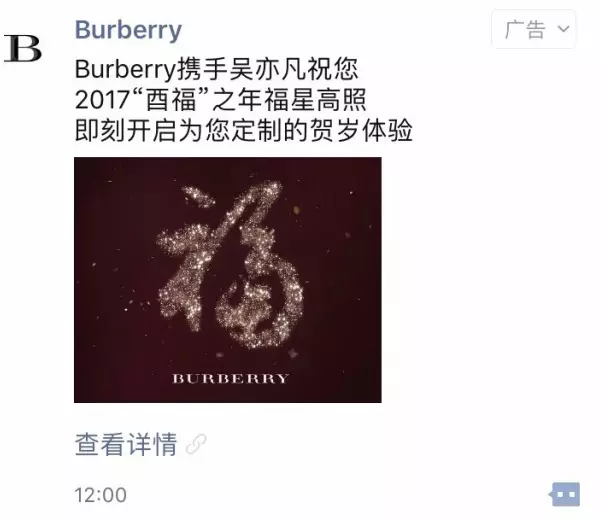 Burberry
广告
B
Burberry携手吴亦凡祝您
2017“酉福”之年福星高照
即刻开启为您定制的贺岁体验
福
BURBERRY
查看详情
12:00